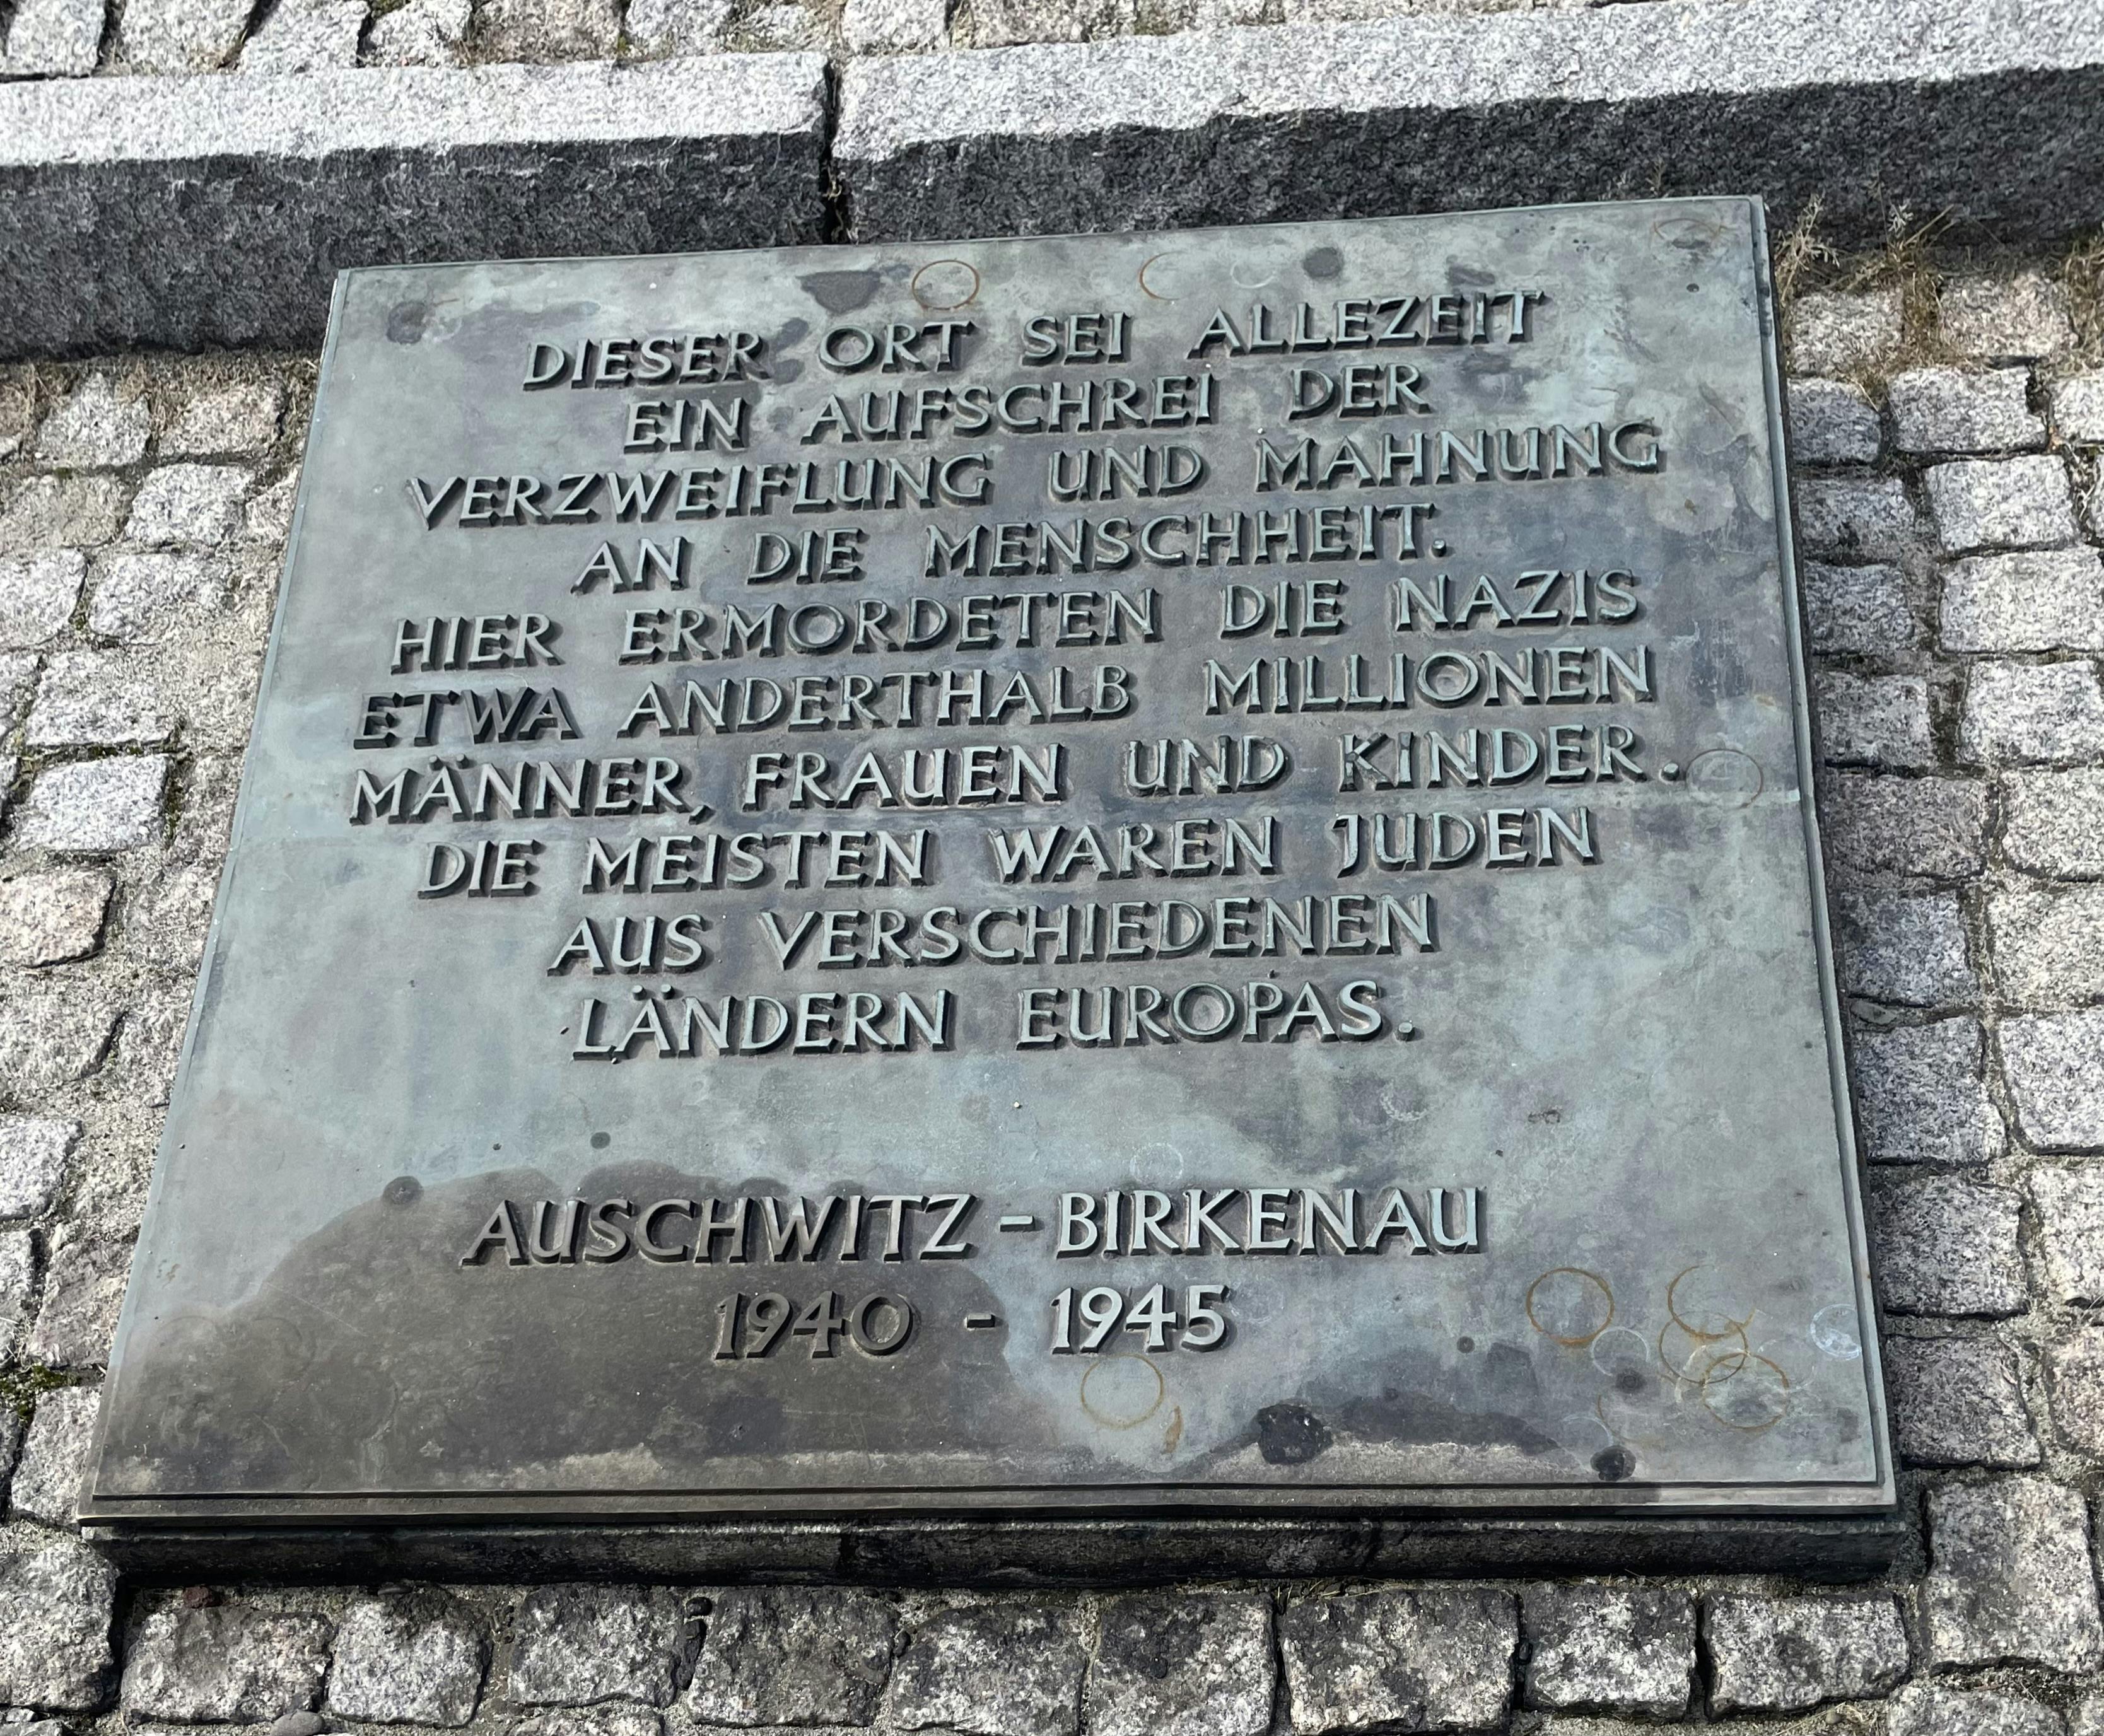 DIESER ORT SEI ALLEZEIT
EIN AUFSCHREI DER
VERZWEIFLUNG UND MAHNUNG
AN DIE MENSCHHEIT.
HIER ERMORDETEN DIE NAZIS
ETWA ANDERTHALB MILLIONEN
MÄNNER, FRAUEN UND KINDER.
DIE MEISTEN WAREN JUDEN
AUS VERSCHIEDENEN
LÄNDERN EUROPAS.
AUSCHWITZ - BIRKENAU
1940 - 1945